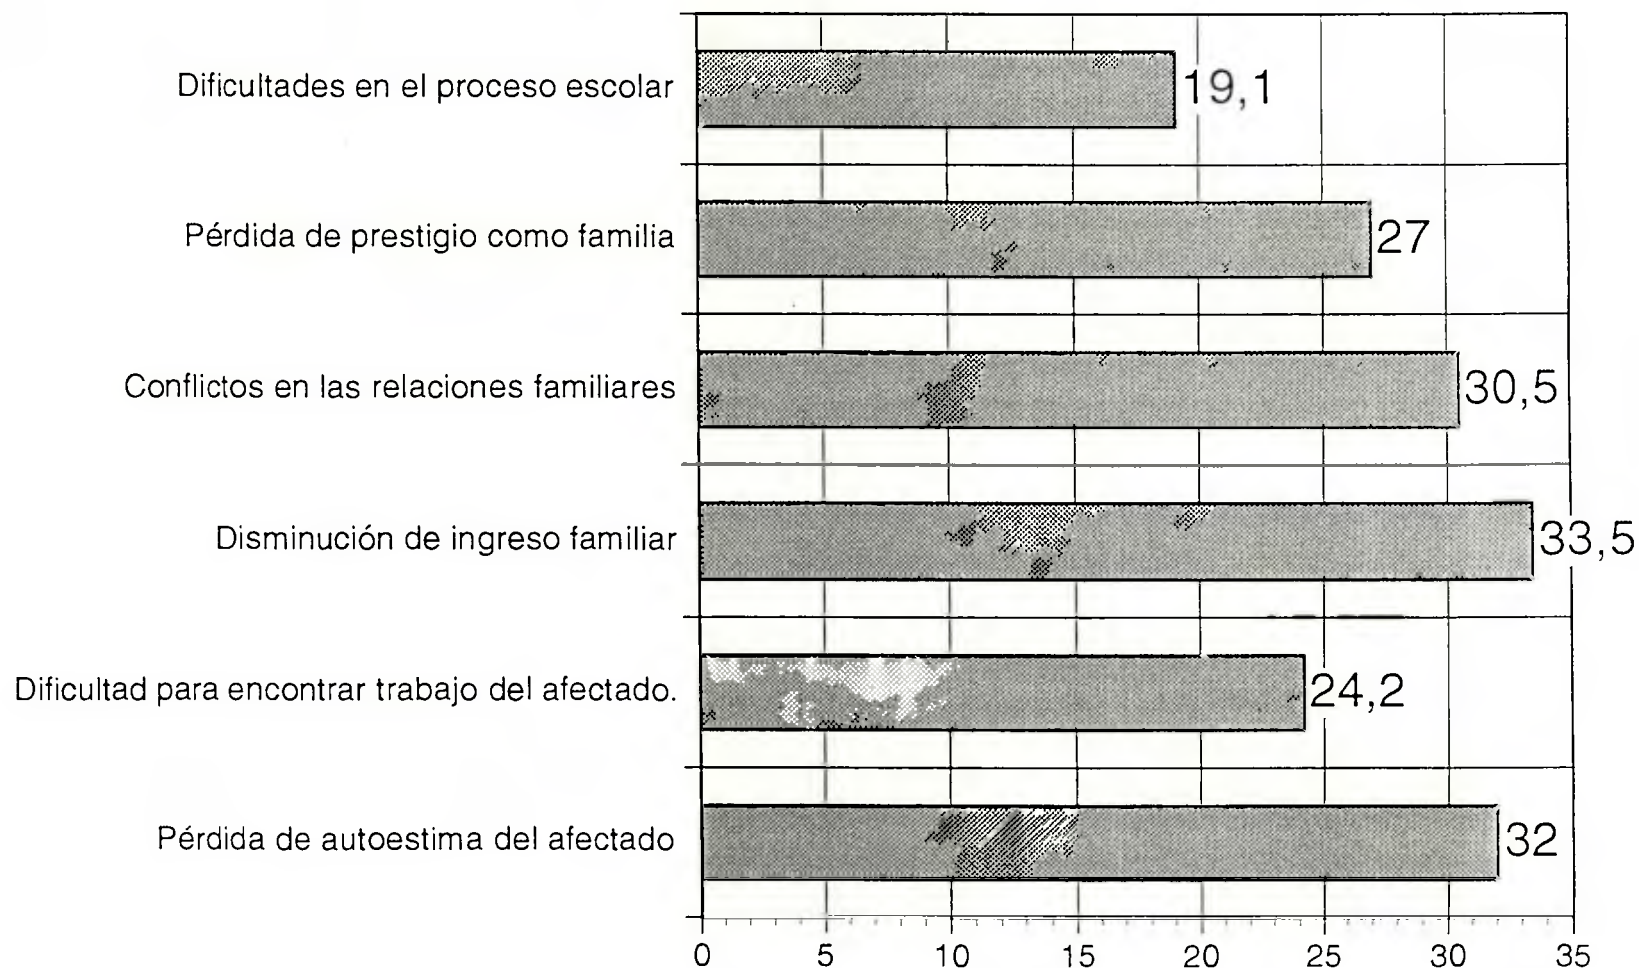 Dificultades en el proceso escolar 19,1
Pérdida de prestigio como familia 27
Conflictos en las relaciones familiares 30,5
Disminución de ingreso familiar 33,5
Dificultad para encontrar trabajo del afectado. 24,2
Pérdida de autoestima del afectado 32
0 5 10 15 20 25 30 35